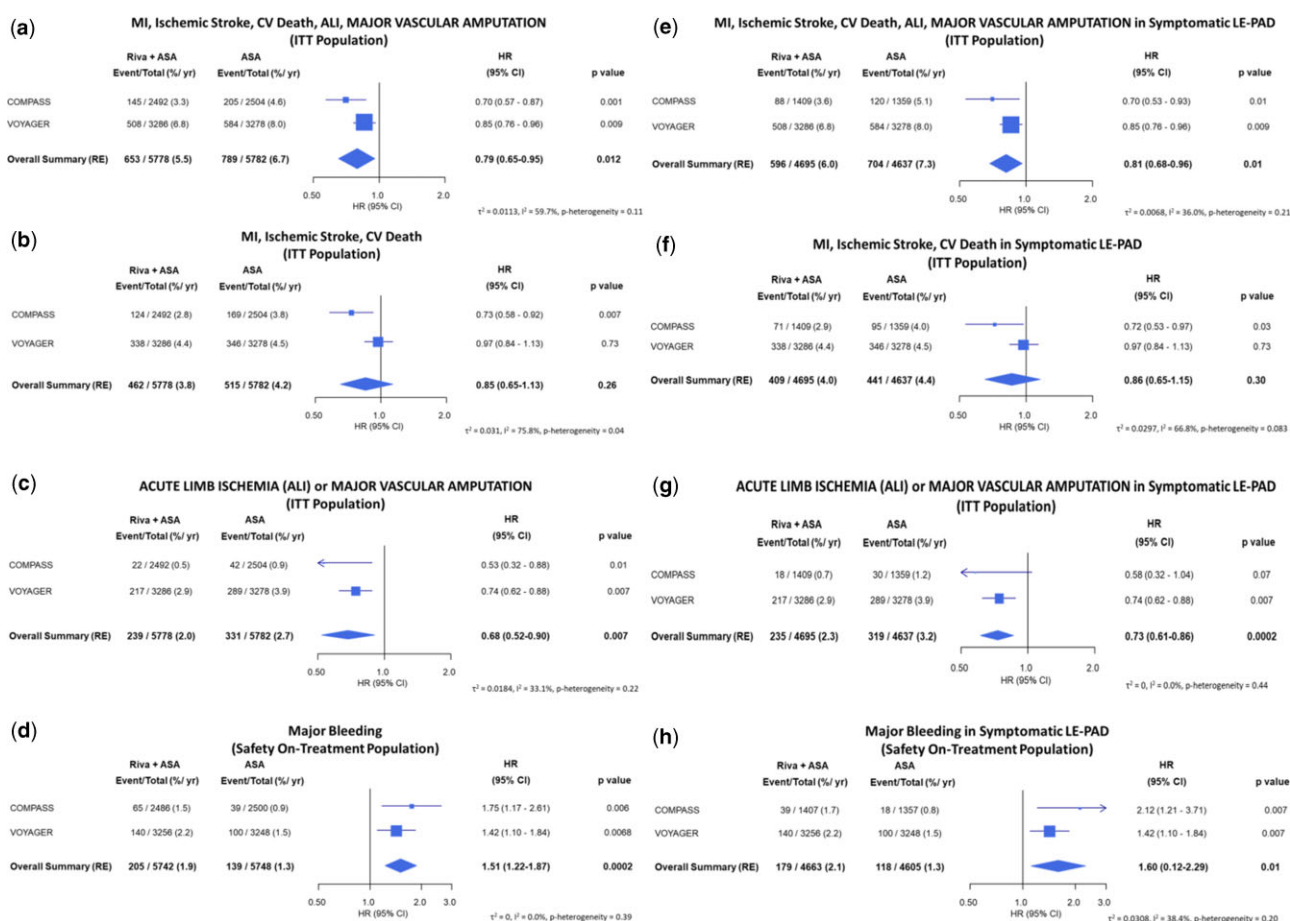 (a)
MI, Ischemic Stroke, CV Death, ALI, MAJOR VASCULAR AMPUTATION
(ITT Population)
Riva + ASA ASA HR
Event/Total (%/ yr) Event/Total (%/ yr) (95% CI) p value
COMPASS 145 / 2492 (3.3) 205 / 2504 (4.6) 0.70 (0.57 - 0.87) 0.001
VOYAGER 508 / 3286 (6.8) 584 / 3278 (8.0) 0.85 (0.76 - 0.96) 0.009
Overall Summary (RE) 653 / 5778 (5.5) 789 / 5782 (6.7) 0.79 (0.65-0.95) 0.012
0.50 1.0 2.0
HR (95% CI)
τ² = 0.0113, I² = 59.7%, p-heterogeneity = 0.11
(b)
MI, Ischemic Stroke, CV Death
(ITT Population)
Riva + ASA ASA HR
Event/Total (%/ yr) Event/Total (%/ yr) (95% CI) p value
COMPASS 124 / 2492 (2.8) 169 / 2504 (3.8) 0.73 (0.58 - 0.92) 0.007
VOYAGER 338 / 3286 (4.4) 346 / 3278 (4.5) 0.97 (0.84 - 1.13) 0.73
Overall Summary (RE) 462 / 5778 (3.8) 515 / 5782 (4.2) 0.85 (0.65-1.13) 0.26
0.50 1.0 2.0
HR (95% CI)
τ² = 0.031, I² = 75.8%, p-heterogeneity = 0.04
(c)
ACUTE LIMB ISCHEMIA (ALI) or MAJOR VASCULAR AMPUTATION
(ITT Population)
Riva + ASA ASA HR
Event/Total (%/ yr) Event/Total (%/ yr) (95% CI) p value
COMPASS 22 / 2492 (0.5) 42 / 2504 (0.9) 0.53 (0.32 - 0.88) 0.01
VOYAGER 217 / 3286 (2.9) 289 / 3278 (3.9) 0.74 (0.62 - 0.88) 0.007
Overall Summary (RE) 239 / 5778 (2.0) 331 / 5782 (2.7) 0.68 (0.52-0.90) 0.007
0.50 1.0 2.0
HR (95% CI)
τ² = 0.0184, I² = 33.1%, p-heterogeneity = 0.22
(d)
Major Bleeding
(Safety On-Treatment Population)
Riva + ASA ASA HR
Event/Total (%/ yr) Event/Total (%/ yr) (95% CI) p value
COMPASS 65 / 2486 (1.5) 39 / 2500 (0.9) 1.75 (1.17 - 2.61) 0.006
VOYAGER 140 / 3256 (2.2) 100 / 3248 (1.5) 1.42 (1.10 - 1.84) 0.0068
Overall Summary (RE) 205 / 5742 (1.9) 139 / 5748 (1.3) 1.51 (1.22-1.87) 0.0002
1.0 2.0 3.0
HR (95% CI)
τ² = 0, I² = 0.0%, p-heterogeneity = 0.39
(e)
MI, Ischemic Stroke, CV Death, ALI, MAJOR VASCULAR AMPUTATION in Symptomatic LE-PAD
(ITT Population)
Riva + ASA ASA HR
Event/Total (%/ yr) Event/Total (%/ yr) (95% CI) p value
COMPASS 88 / 1409 (3.6) 120 / 1359 (5.1) 0.70 (0.53 - 0.93) 0.01
VOYAGER 508 / 3286 (6.8) 584 / 3278 (8.0) 0.85 (0.76 - 0.96) 0.009
Overall Summary (RE) 596 / 4695 (6.0) 704 / 4637 (7.3) 0.81 (0.68-0.96) 0.01
0.50 1.0 2.0
HR (95% CI)
τ² = 0.0068, I² = 36.0%, p-heterogeneity = 0.21
(f)
MI, Ischemic Stroke, CV Death in Symptomatic LE-PAD
(ITT Population)
Riva + ASA ASA HR
Event/Total (%/ yr) Event/Total (%/ yr) (95% CI) p value
COMPASS 71 / 1409 (2.9) 95 / 1359 (4.0) 0.72 (0.53 - 0.97) 0.03
VOYAGER 338 / 3286 (4.4) 346 / 3278 (4.5) 0.97 (0.84 - 1.13) 0.73
Overall Summary (RE) 409 / 4695 (4.0) 441 / 4637 (4.4) 0.86 (0.65-1.15) 0.30
0.50 1.0 2.0
HR (95% CI)
τ² = 0.0297, I² = 66.8%, p-heterogeneity = 0.083
(g)
ACUTE LIMB ISCHEMIA (ALI) or MAJOR VASCULAR AMPUTATION in Symptomatic LE-PAD
(ITT Population)
Riva + ASA ASA HR
Event/Total (%/ yr) Event/Total (%/ yr) (95% CI) p value
COMPASS 18 / 1409 (0.7) 30 / 1359 (1.2) 0.58 (0.32 - 1.04) 0.07
VOYAGER 217 / 3286 (2.9) 289 / 3278 (3.9) 0.74 (0.62 - 0.88) 0.007
Overall Summary (RE) 235 / 4695 (2.3) 319 / 4637 (3.2) 0.73 (0.61-0.86) 0.0002
0.50 1.0 2.0
HR (95% CI)
τ² = 0, I² = 0.0%, p-heterogeneity = 0.44
(h)
Major Bleeding in Symptomatic LE-PAD
(Safety On-Treatment Population)
Riva + ASA ASA HR
Event/Total (%/ yr) Event/Total (%/ yr) (95% CI) p value
COMPASS 39 / 1407 (1.7) 18 / 1357 (0.8) 2.12 (1.21 - 3.71) 0.007
VOYAGER 140 / 3256 (2.2) 100 / 3248 (1.5) 1.42 (1.10 - 1.84) 0.007
Overall Summary (RE) 179 / 4663 (2.1) 118 / 4605 (1.3) 1.60 (0.12-2.29) 0.01
1.0 2.0 3.0
HR (95% CI)
τ² = 0.0308, I² = 38.4%, p-heterogeneity = 0.20